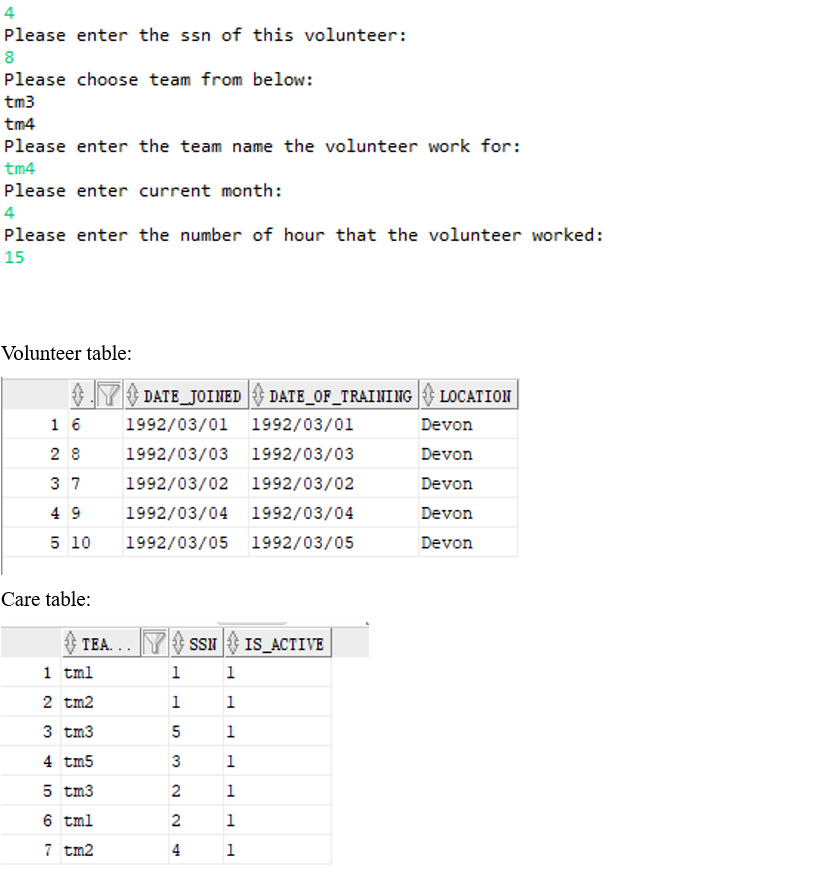 4
Please enter the ssn of this volunteer:
8
Please choose team from below:
tm3
tm4
Please enter the team name the volunteer work for:
tm4
Please enter current month:
4
Please enter the number of hour that the volunteer worked:
15
Volunteer table:
. DATE_JOINED DATE_OF_TRAINING LOCATION
1 6 1992/03/01 1992/03/01 Devon
2 8 1992/03/03 1992/03/03 Devon
3 7 1992/03/02 1992/03/02 Devon
4 9 1992/03/04 1992/03/04 Devon
5 10 1992/03/05 1992/03/05 Devon
Care table:
TEA... SSN IS_ACTIVE
1 tm1 1 1
2 tm2 1 1
3 tm3 5 1
4 tm5 3 1
5 tm3 2 1
6 tm1 2 1
7 tm2 4 1